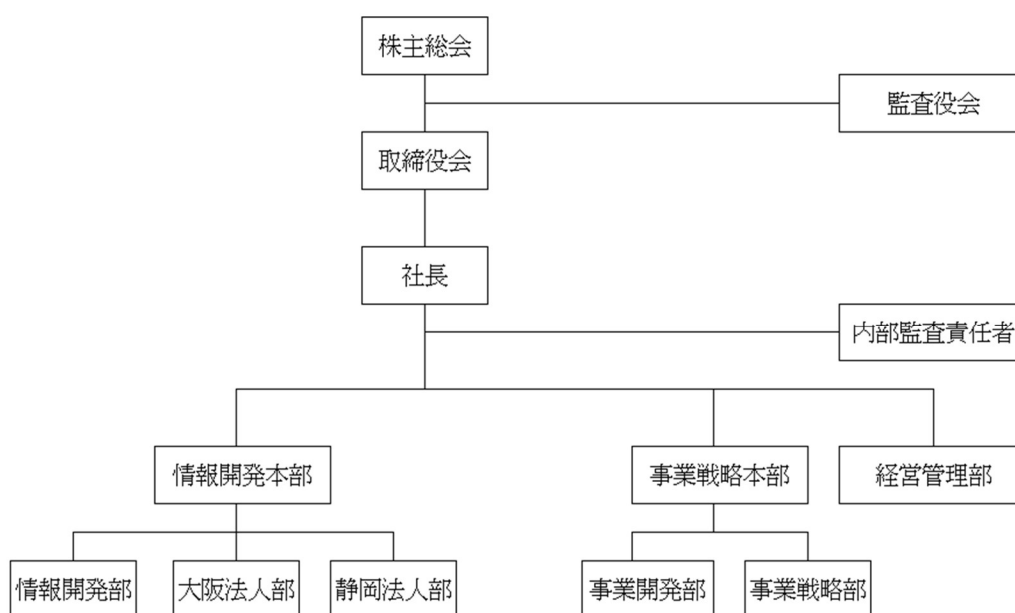 株主総会
監査役会
取締役会
社長
内部監査責任者
情報開発本部
事業戦略本部
経営管理部
情報開発部
大阪法人部
静岡法人部
事業開発部
事業戦略部